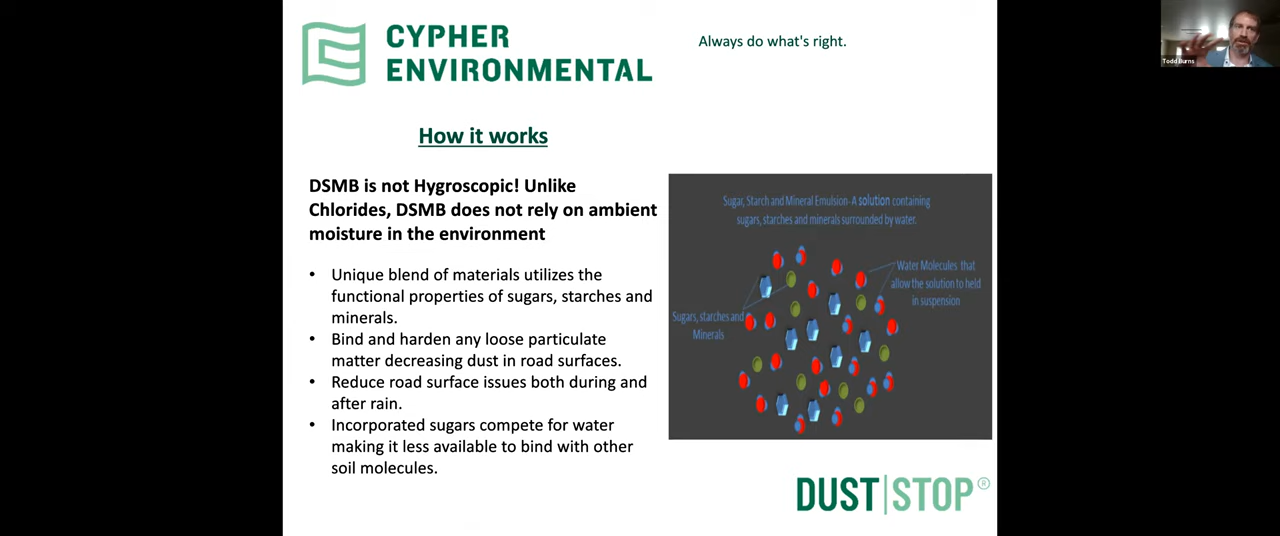 CYPHER
ENVIRONMENTAL
Always do what's right.
Todd Burns
How it works
DSMB is not Hygroscopic! Unlike
Chlorides, DSMB does not rely on ambient
moisture in the environment
• Unique blend of materials utilizes the
functional properties of sugars, starches and
minerals.
• Bind and harden any loose particulate
matter decreasing dust in road surfaces.
• Reduce road surface issues both during and
after rain.
• Incorporated sugars compete for water
making it less available to bind with other
soil molecules.
Sugar, Starch and Mineral Emulsion- A solution containing
sugars, starches and minerals surrounded by water.
Water Molecules that
allow the solution to held
in suspension
Sugars, starches and
Minerals
DUST|STOP®